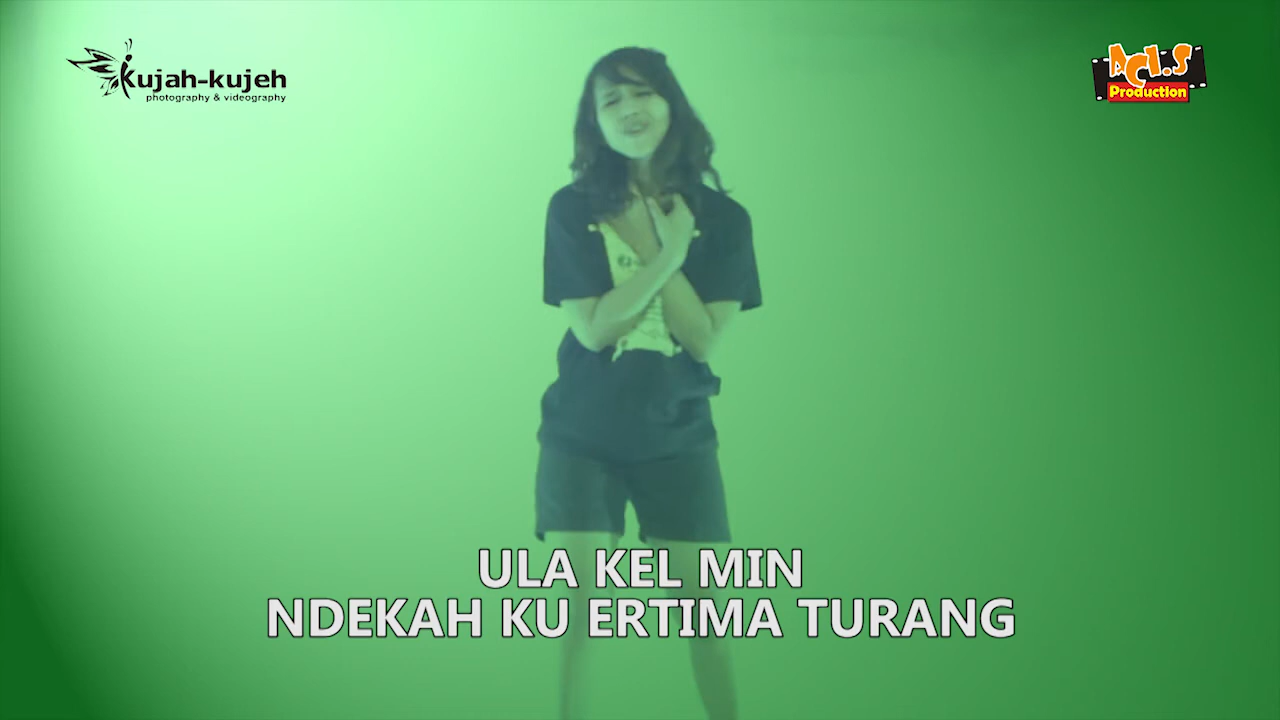 Kujah-kujeh
photography & videography
ACI.S
Production
ULA KEL MIN
NDEKAH KU ERTIMA TURANG